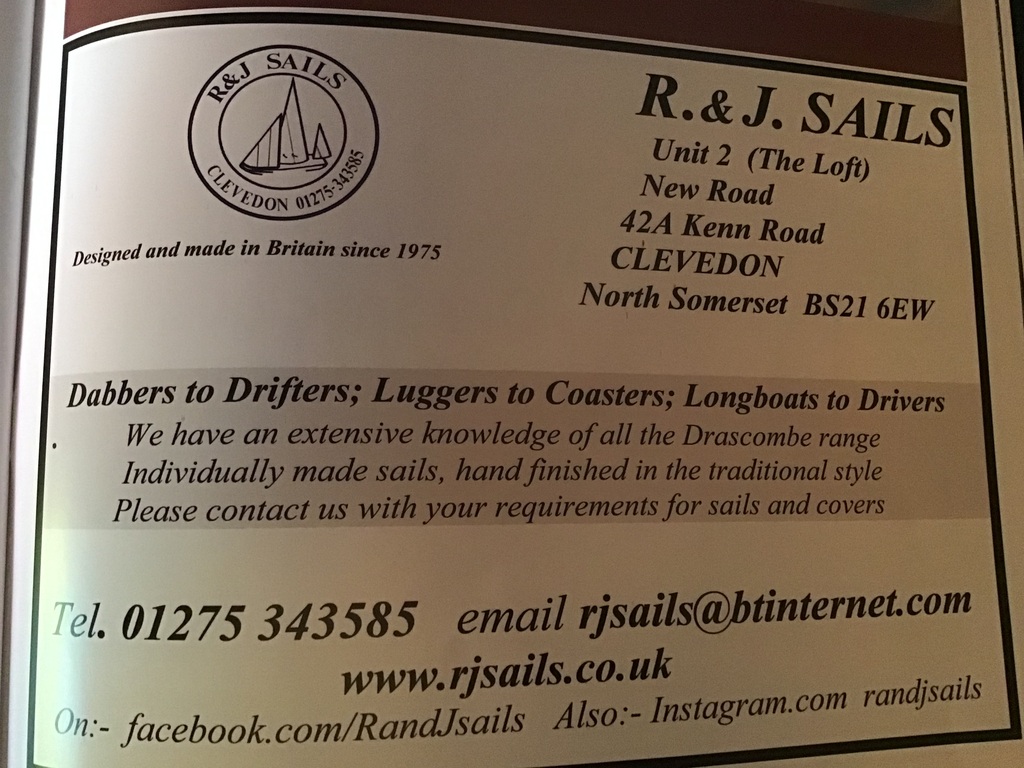 R&J SAILS
CLEVEDON 01275-343585
Designed and made in Britain since 1975
R. & J. SAILS
Unit 2 (The Loft)
New Road
42A Kenn Road
CLEVEDON
North Somerset BS21 6EW
Dabbers to Drifters; Luggers to Coasters; Longboats to Drivers
We have an extensive knowledge of all the Drascombe range
Individually made sails, hand finished in the traditional style
Please contact us with your requirements for sails and covers
Tel. 01275 343585 email rjsails@btinternet.com
www.rjsails.co.uk
On:- facebook.com/RandJsails Also:- Instagram.com randjsails